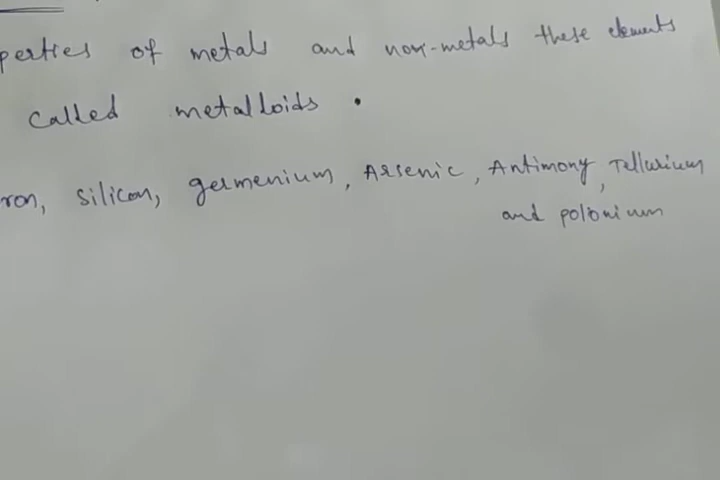 perties of metals and non-metals these elements
called metalloids .
ron, silicon, germenium, Arsenic, Antimony, Tellurium
and polonium